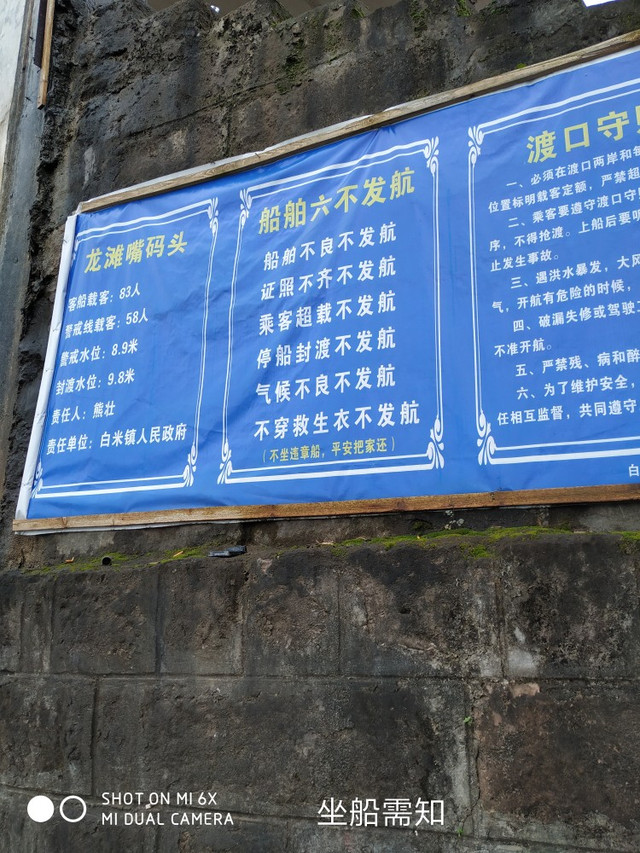 龙滩嘴码头
客船载客：83人
警戒线载客：58人
警戒水位：8.9米
封渡水位：9.8米
责任人：熊壮
责任单位：白米镇人民政府
船舶六不发航
船舶不良不发航
证照不齐不发航
乘客超载不发航
停船封渡不发航
气候不良不发航
不穿救生衣不发航
（不坐违章船，平安把家还）
渡口守
一、必须在渡口两岸和每
位置标明载客定额，严禁超
二、乘客要遵守渡口守
序，不得抢渡。上船后要
止发生事故。
三、遇洪水暴发，大风
气，开航有危险的时候，
四、破漏失修或驾驶
不准开航。
五、严禁残、病和醉
六、为了维护安全，
任相互监督，共同遵守
白
SHOT ON MI 6X
MI DUAL CAMERA
坐船需知